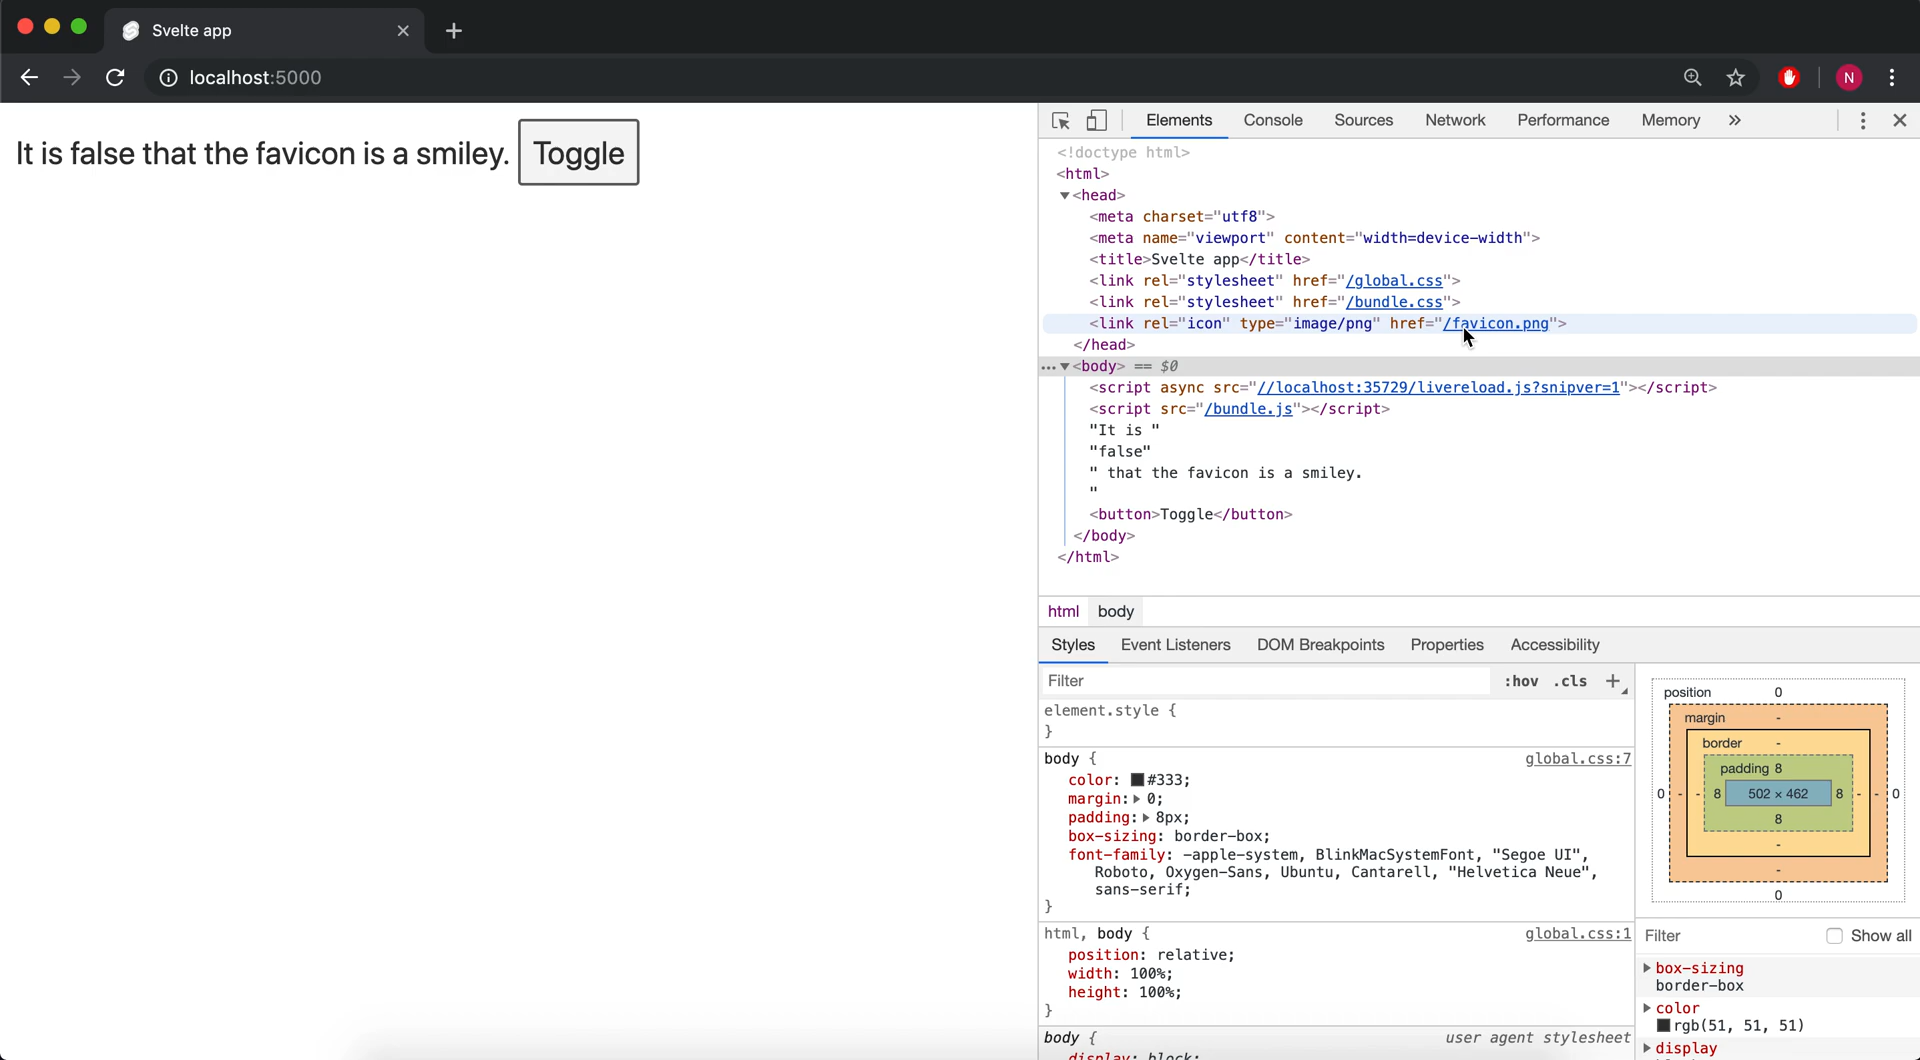 Svelte app
localhost:5000
N
It is false that the favicon is a smiley. Toggle
Elements Console Sources Network Performance Memory »
<!doctype html>
<html>
<head>
<meta charset="utf8">
<meta name="viewport" content="width=device-width">
<title>Svelte app</title>
<link rel="stylesheet" href="/global.css">
<link rel="stylesheet" href="/bundle.css">
<link rel="icon" type="image/png" href="/favicon.png">
</head>
<body> == $0
<script async src="//localhost:35729/livereload.js?snipver=1"></script>
<script src="/bundle.js"></script>
"It is "
"false"
" that the favicon is a smiley.
"
<button>Toggle</button>
</body>
</html>
html body
Styles Event Listeners DOM Breakpoints Properties Accessibility
Filter :hov .cls +
element.style {
}
body { global.css:7
color: #333;
margin: 0;
padding: 8px;
box-sizing: border-box;
font-family: -apple-system, BlinkMacSystemFont, "Segoe UI",
Roboto, Oxygen-Sans, Ubuntu, Cantarell, "Helvetica Neue",
sans-serif;
}
html, body { global.css:1
position: relative;
width: 100%;
height: 100%;
}
body { user agent stylesheet
display: block;
position 0
margin -
border -
padding 8
0 - - 8 502 × 462 8 - - 0
8
-
-
0
Filter Show all
box-sizing
border-box
color
rgb(51, 51, 51)
display